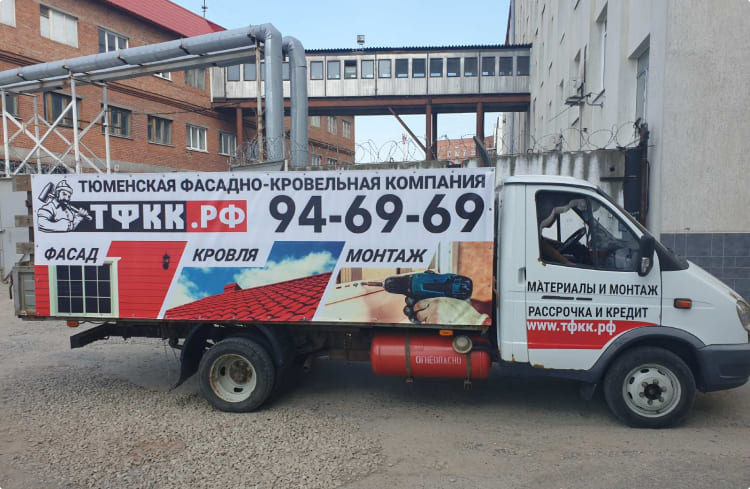 ТЮМЕНСКАЯ ФАСАДНО-КРОВЕЛЬНАЯ КОМПАНИЯ
ТФКК.РФ
94-69-69
ФАСАД КРОВЛЯ МОНТАЖ
МАТЕРИАЛЫ И МОНТАЖ
РАССРОЧКА И КРЕДИТ
www.тфкк.рф
ОГНЕОПАСНО